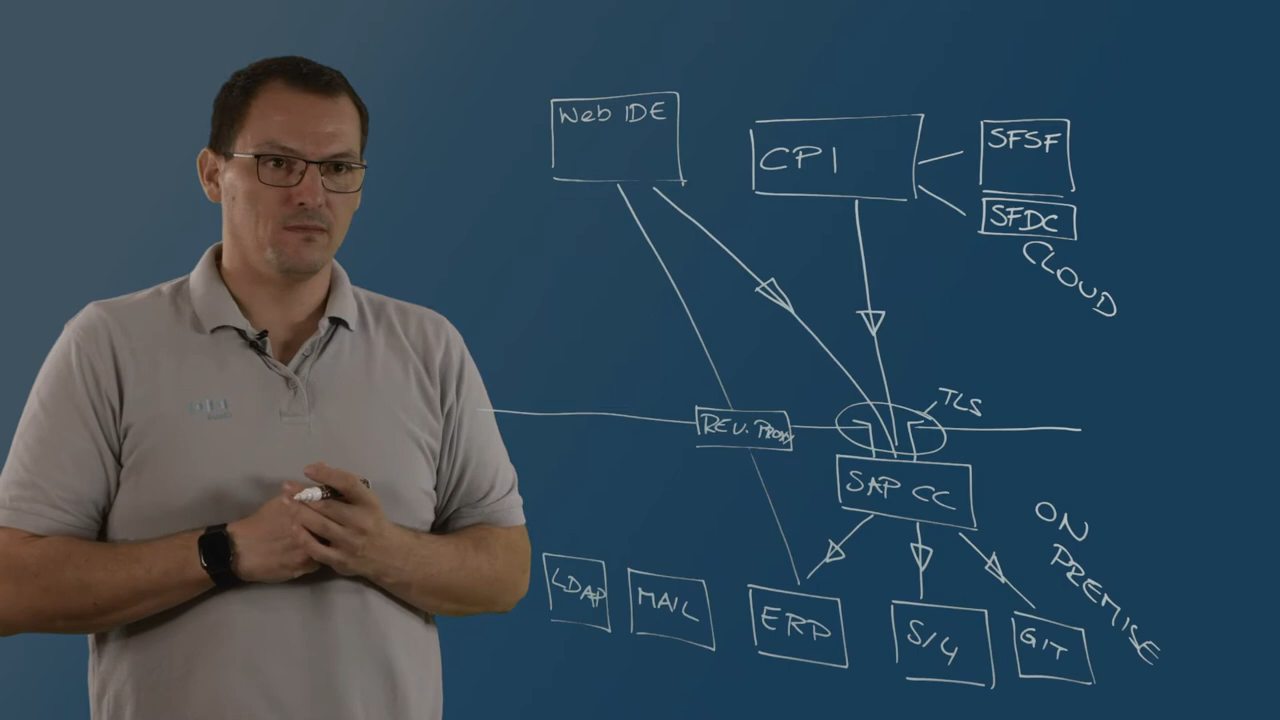 Web IDE
CPI
SFSF
SFDC
CLOUD
TLS
REV. PROXY
SAP CC
ON
PREMISE
LDAP
MAIL
ERP
S/4
GIT